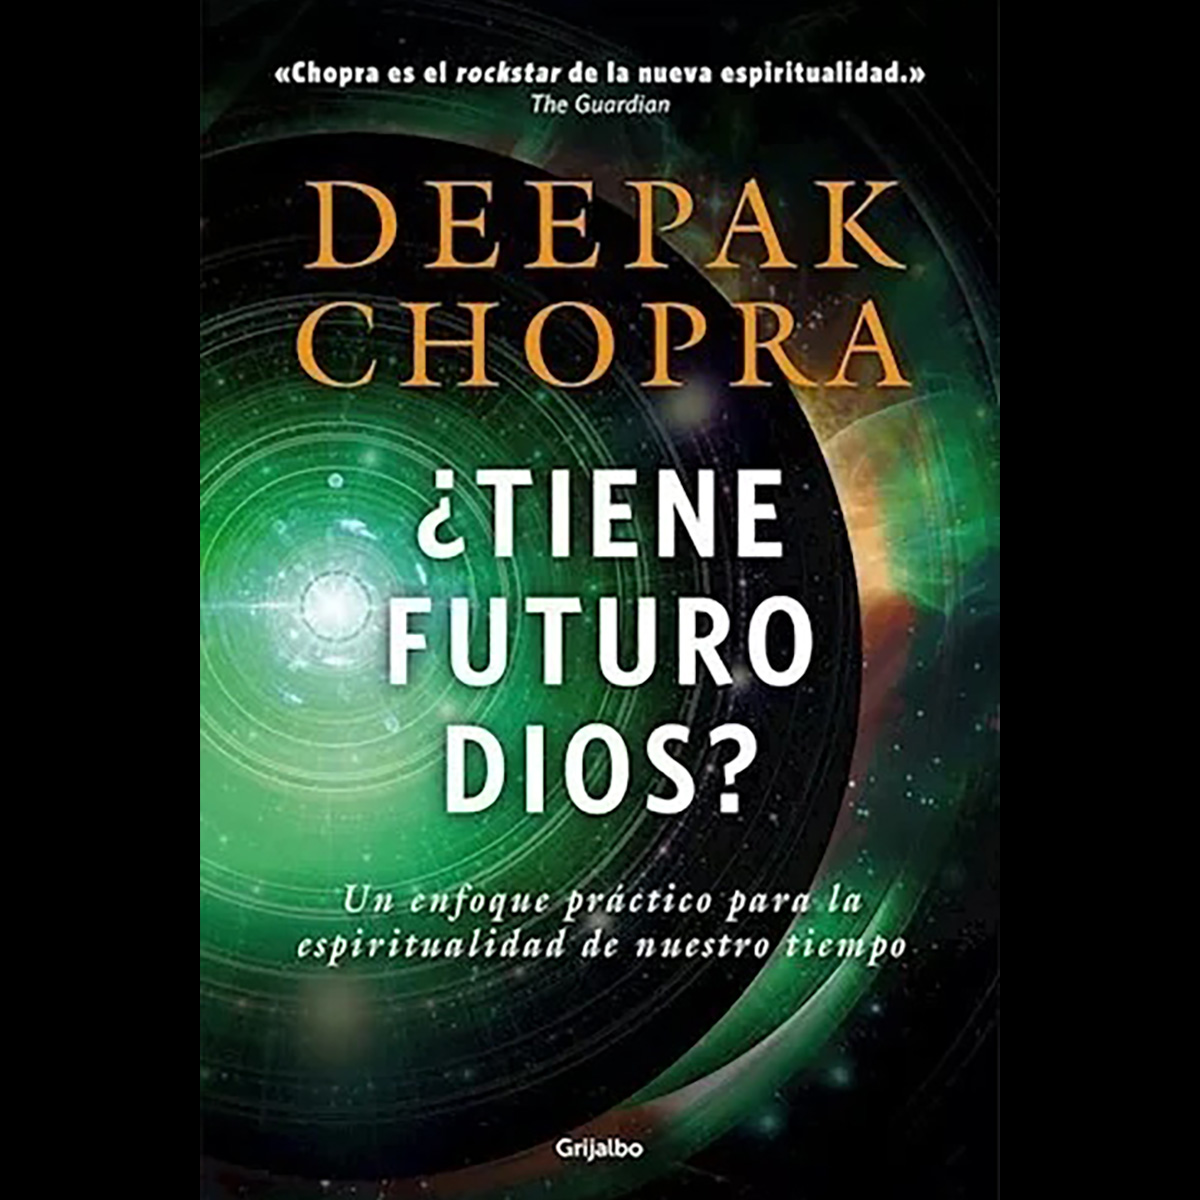 «Chopra es el rockstar de la nueva espiritualidad.»
The Guardian
DEEPAK
CHOPRA
¿TIENE
FUTURO
DIOS?
Un enfoque práctico para la
espiritualidad de nuestro tiempo
Grijalbo